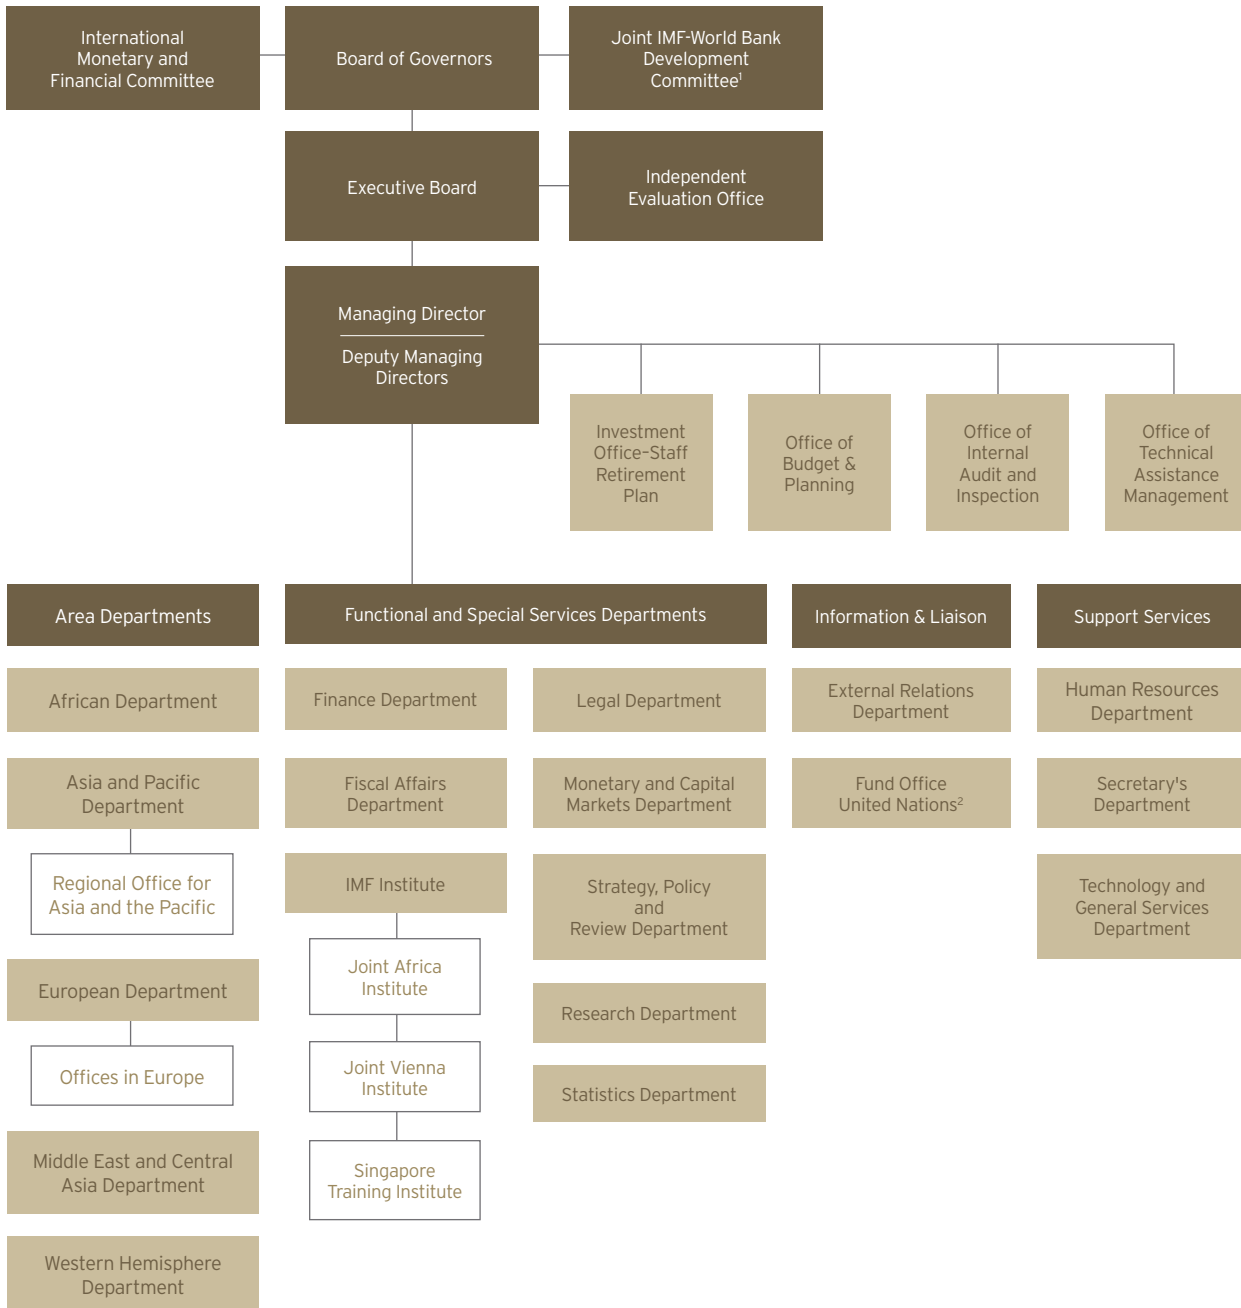 International
Monetary and
Financial Committee
Board of Governors
Joint IMF-World Bank
Development
Committee¹
Executive Board
Independent
Evaluation Office
Managing Director
Deputy Managing
Directors
Investment
Office–Staff
Retirement
Plan
Office of
Budget &
Planning
Office of
Internal
Audit and
Inspection
Office of
Technical
Assistance
Management
Area Departments
Functional and Special Services Departments
Information & Liaison
Support Services
African Department
Asia and Pacific
Department
Regional Office for
Asia and the Pacific
European Department
Offices in Europe
Middle East and Central
Asia Department
Western Hemisphere
Department
Finance Department
Fiscal Affairs
Department
IMF Institute
Joint Africa
Institute
Joint Vienna
Institute
Singapore
Training Institute
Legal Department
Monetary and Capital
Markets Department
Strategy, Policy
and
Review Department
Research Department
Statistics Department
External Relations
Department
Fund Office
United Nations²
Human Resources
Department
Secretary's
Department
Technology and
General Services
Department